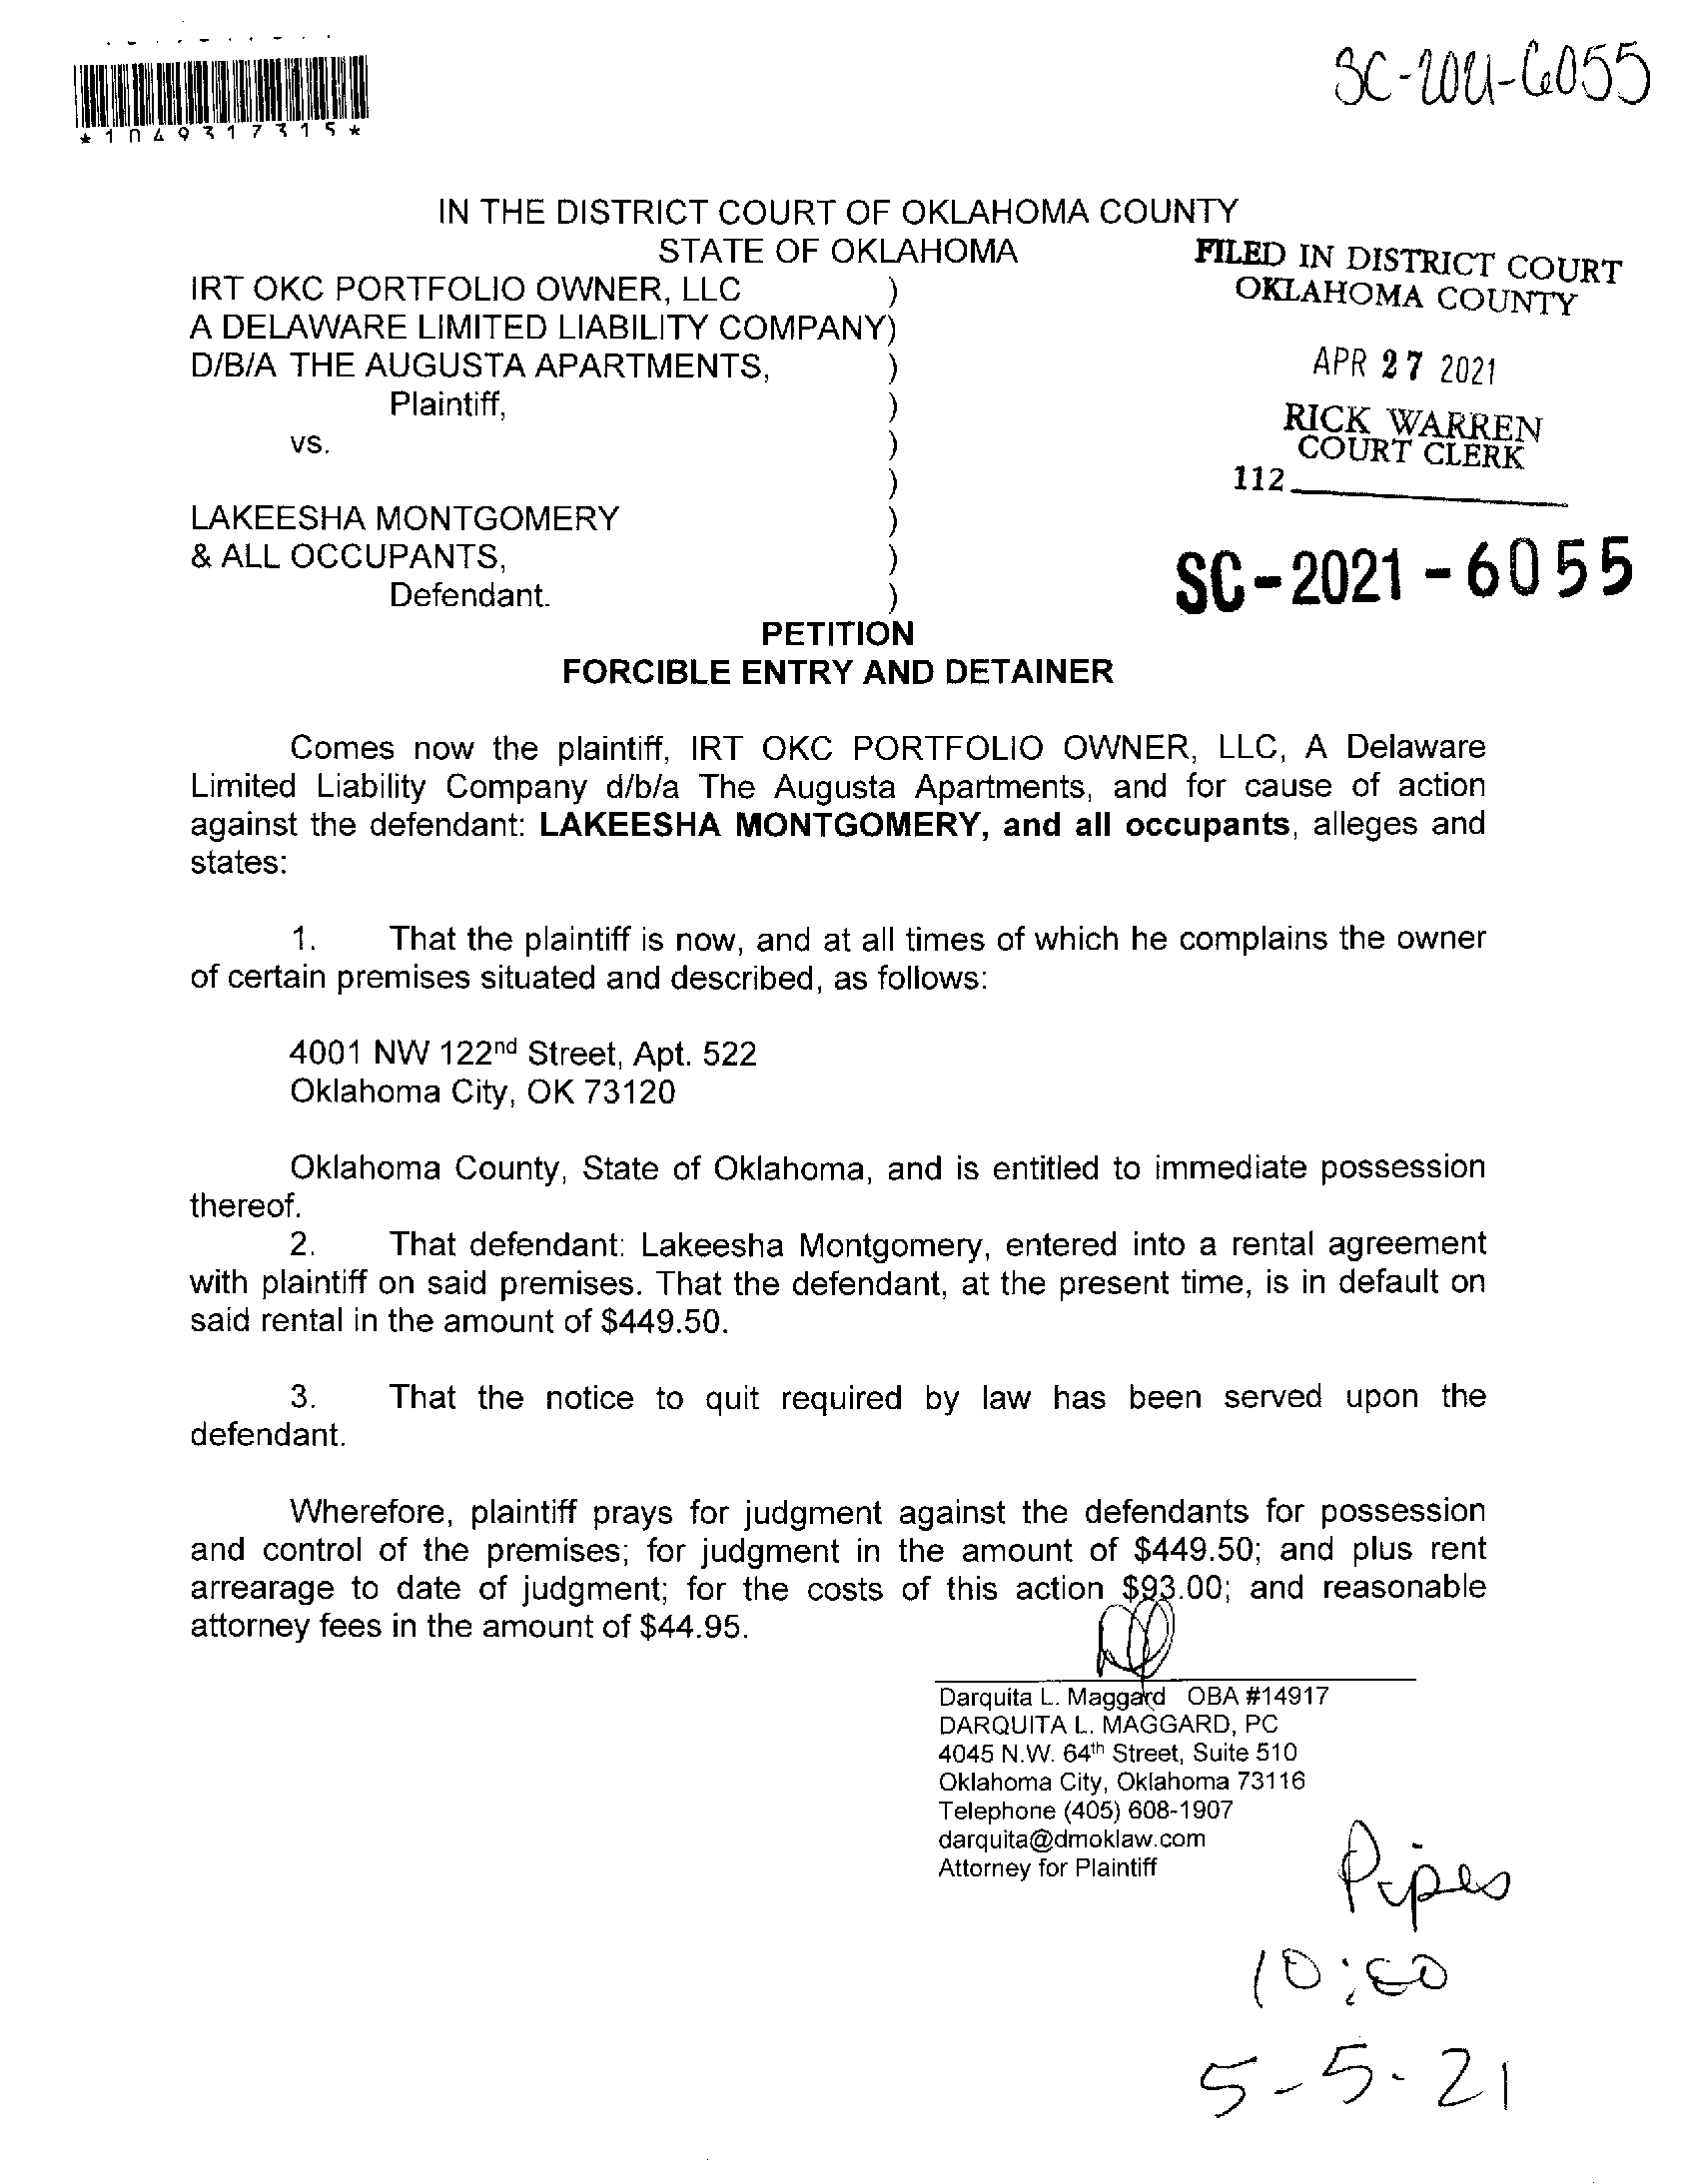 SC-2021-6055
*1049317315*
IN THE DISTRICT COURT OF OKLAHOMA COUNTY
STATE OF OKLAHOMA
FILED IN DISTRICT COURT
OKLAHOMA COUNTY
APR 27 2021
RICK WARREN
COURT CLERK
112
SC-2021-6055
IRT OKC PORTFOLIO OWNER, LLC )
A DELAWARE LIMITED LIABILITY COMPANY)
D/B/A THE AUGUSTA APARTMENTS, )
Plaintiff, )
vs. )
)
LAKEESHA MONTGOMERY )
& ALL OCCUPANTS, )
Defendant. )
PETITION
FORCIBLE ENTRY AND DETAINER
Comes now the plaintiff, IRT OKC PORTFOLIO OWNER, LLC, A Delaware
Limited Liability Company d/b/a The Augusta Apartments, and for cause of action
against the defendant: LAKEESHA MONTGOMERY, and all occupants, alleges and
states:
1. That the plaintiff is now, and at all times of which he complains the owner
of certain premises situated and described, as follows:
4001 NW 122nd Street, Apt. 522
Oklahoma City, OK 73120
Oklahoma County, State of Oklahoma, and is entitled to immediate possession
thereof.
2. That defendant: Lakeesha Montgomery, entered into a rental agreement
with plaintiff on said premises. That the defendant, at the present time, is in default on
said rental in the amount of $449.50.
3. That the notice to quit required by law has been served upon the
defendant.
Wherefore, plaintiff prays for judgment against the defendants for possession
and control of the premises; for judgment in the amount of $449.50; and plus rent
arrearage to date of judgment; for the costs of this action $93.00; and reasonable
attorney fees in the amount of $44.95.
Darquita L. Maggard OBA #14917
DARQUITA L. MAGGARD, PC
4045 N.W. 64th Street, Suite 510
Oklahoma City, Oklahoma 73116
Telephone (405) 608-1907
darquita@dmoklaw.com
Attorney for Plaintiff
Pipes
10:00
5-5-21